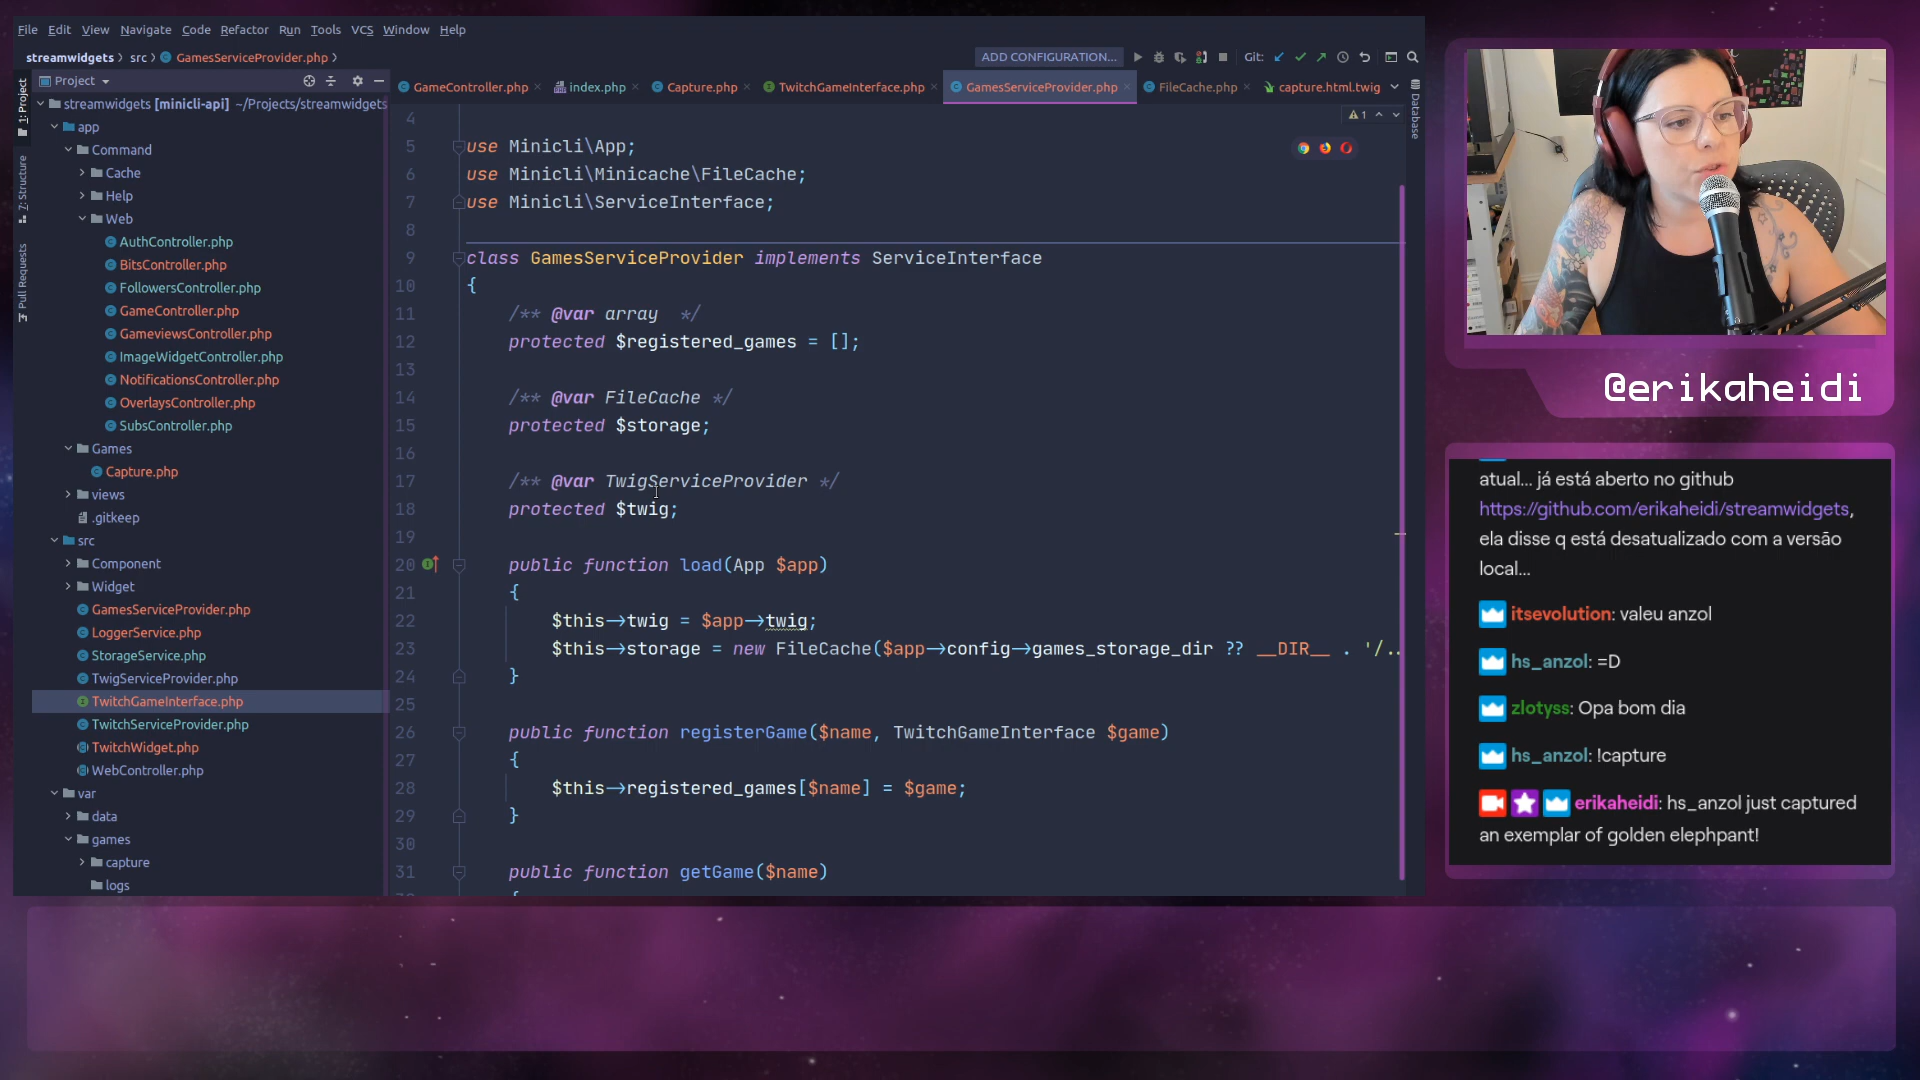 File Edit View Navigate Code Refactor Run Tools VCS Window Help
streamwidgets src GamesServiceProvider.php
ADD CONFIGURATION... Git:
Project
GameController.php index.php Capture.php TwitchGameInterface.php GamesServiceProvider.php FileCache.php capture.html.twig
1: Project
7: Structure
Pull Requests
Database
streamwidgets [minicli-api] ~/Projects/streamwidgets
app
Command
Cache
Help
Web
AuthController.php
BitsController.php
FollowersController.php
GameController.php
GameviewsController.php
ImageWidgetController.php
NotificationsController.php
OverlaysController.php
SubsController.php
Games
Capture.php
views
.gitkeep
src
Component
Widget
GamesServiceProvider.php
LoggerService.php
StorageService.php
TwigServiceProvider.php
TwitchGameInterface.php
TwitchServiceProvider.php
TwitchWidget.php
WebController.php
var
data
games
capture
logs
1
4
5 use Minicli\App;
6 use Minicli\Minicache\FileCache;
7 use Minicli\ServiceInterface;
8
9 class GamesServiceProvider implements ServiceInterface
10 {
11 /** @var array */
12 protected $registered_games = [];
13
14 /** @var FileCache */
15 protected $storage;
16
17 /** @var TwigServiceProvider */
18 protected $twig;
19
20 public function load(App $app)
21 {
22 $this->twig = $app->twig;
23 $this->storage = new FileCache($app->config->games_storage_dir ?? __DIR__ . '/..
24 }
25
26 public function registerGame($name, TwitchGameInterface $game)
27 {
28 $this->registered_games[$name] = $game;
29 }
30
31 public function getGame($name)
{
@erikaheidi
atual... já está aberto no github
https://github.com/erikaheidi/streamwidgets,
ela disse q está desatualizado com a versão
local...
itsevolution: valeu anzol
hs_anzol: =D
zlotyss: Opa bom dia
hs_anzol: !capture
erikaheidi: hs_anzol just captured
an exemplar of golden elephpant!